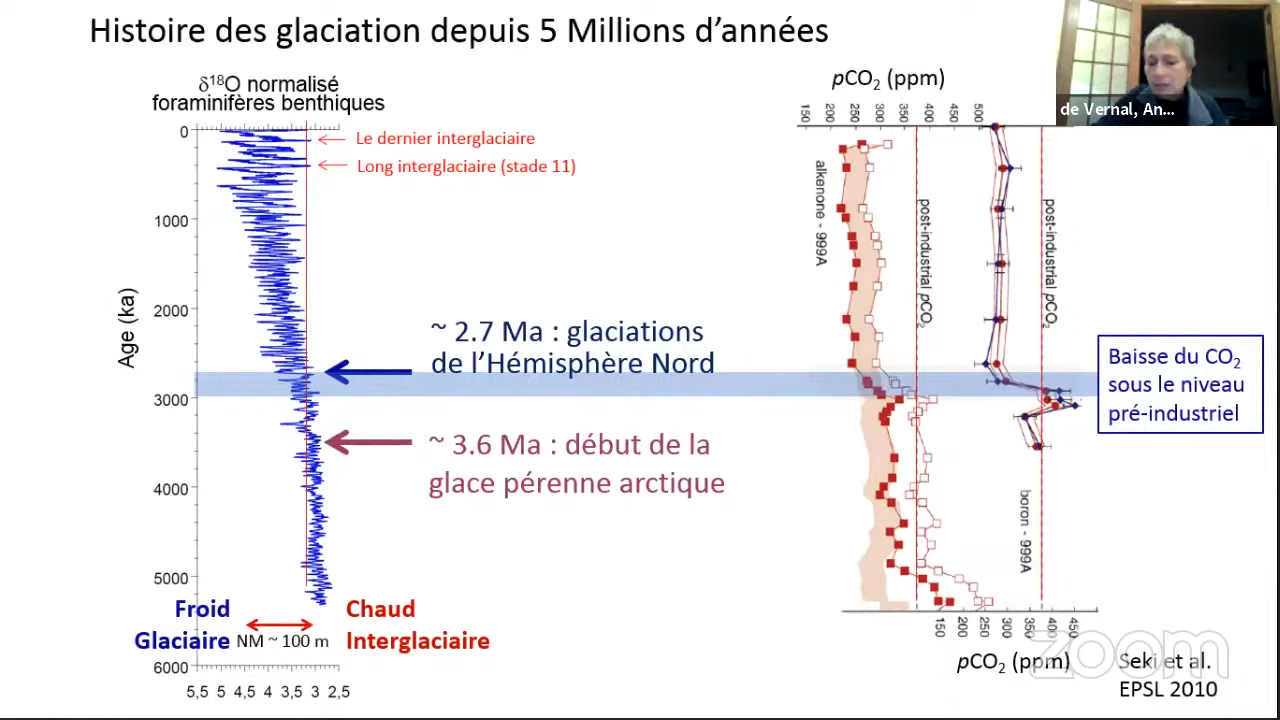 Histoire des glaciation depuis 5 Millions d’années
de Vernal, An...
δ¹⁸O normalisé
foraminifères benthiques
0
1000
2000
3000
4000
5000
6000
Age (ka)
5,5 5 4,5 4 3,5 3 2,5
Le dernier interglaciaire
Long interglaciaire (stade 11)
~ 2.7 Ma : glaciations
de l’Hémisphère Nord
~ 3.6 Ma : début de la
glace pérenne arctique
Froid
Glaciaire
NM ~ 100 m
Chaud
Interglaciaire
pCO₂ (ppm)
150 200 250 300 350 400 450 500
alkenone - 999A
post-industrial pCO₂
post-industrial pCO₂
boron - 999A
150 200 250 300 350 400 450
pCO₂ (ppm)
Baisse du CO₂
sous le niveau
pré-industriel
Seki et al.
EPSL 2010
zoom